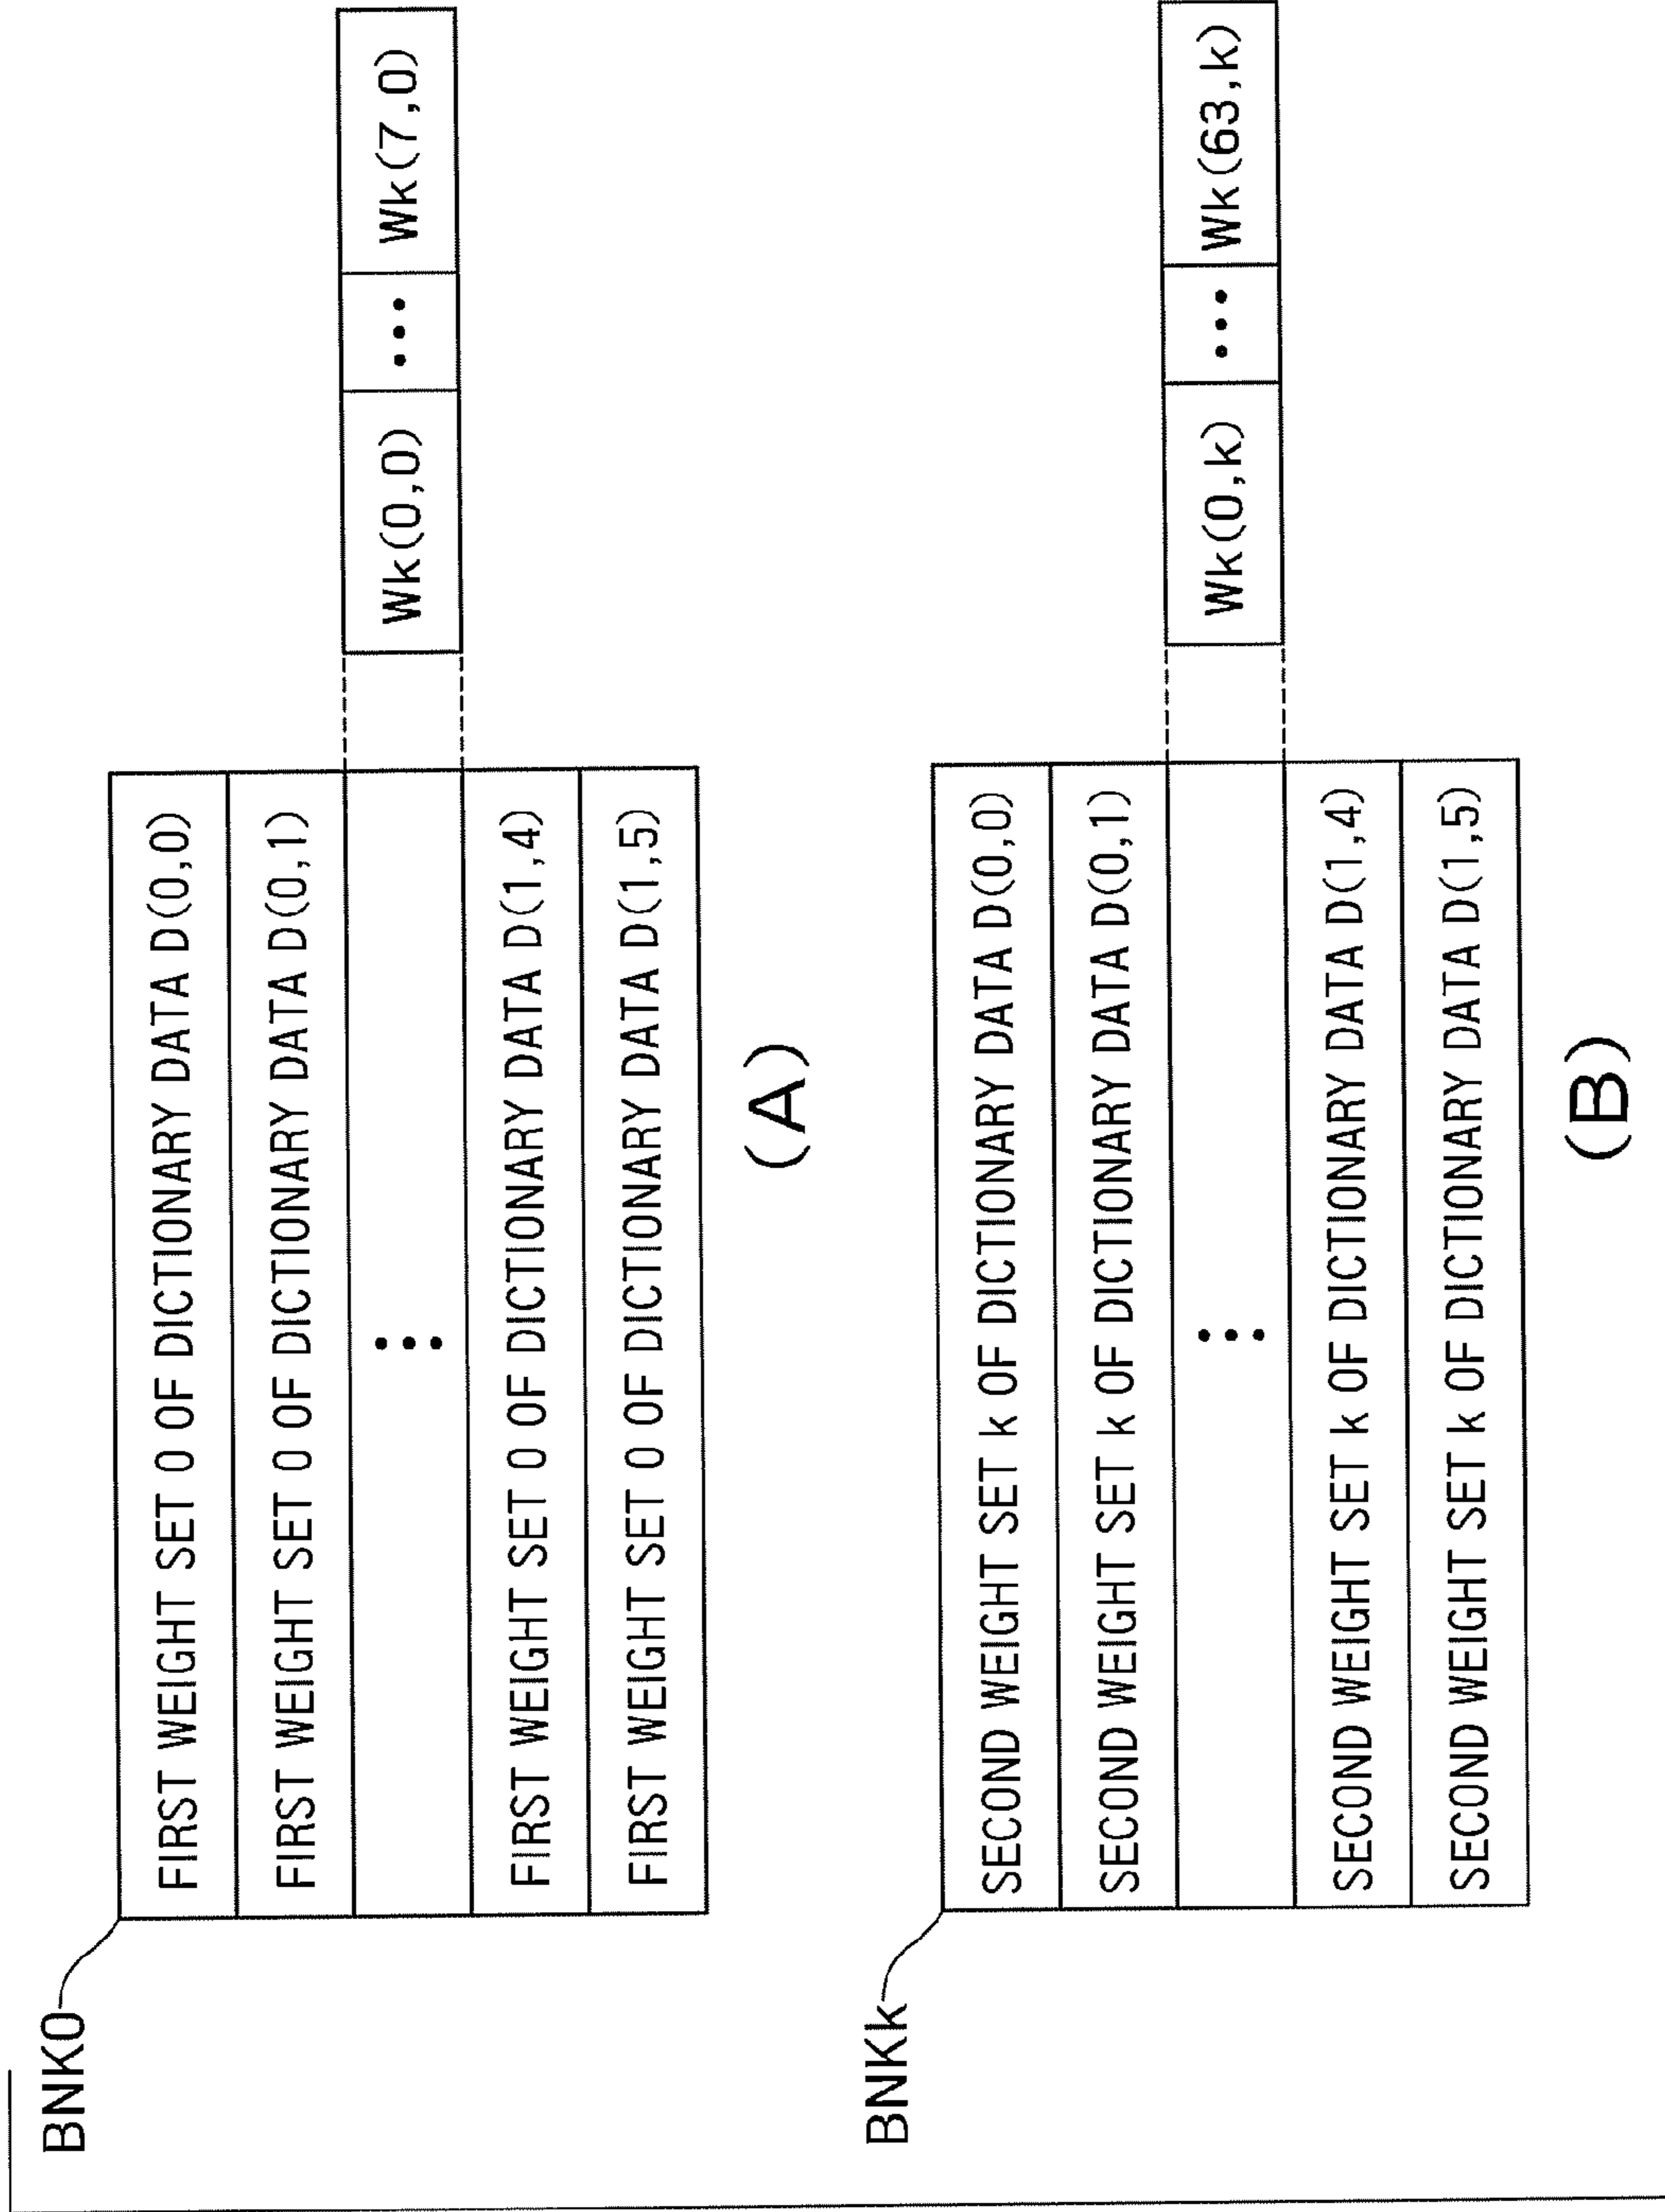 BNK0
FIRST WEIGHT SET 0 OF DICTIONARY DATA D(0,0)
FIRST WEIGHT SET 0 OF DICTIONARY DATA D(0,1)
⋮ Wk(0,0) ••• Wk(7,0)
FIRST WEIGHT SET 0 OF DICTIONARY DATA D(1,4)
FIRST WEIGHT SET 0 OF DICTIONARY DATA D(1,5)
(A)
BNKk
SECOND WEIGHT SET k OF DICTIONARY DATA D(0,0)
SECOND WEIGHT SET k OF DICTIONARY DATA D(0,1)
⋮ Wk(0,k) ••• Wk(63,k)
SECOND WEIGHT SET k OF DICTIONARY DATA D(1,4)
SECOND WEIGHT SET k OF DICTIONARY DATA D(1,5)
(B)